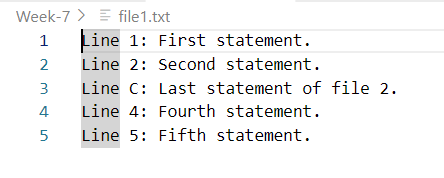 Week-7 > file1.txt
1 Line 1: First statement.
2 Line 2: Second statement.
3 Line C: Last statement of file 2.
4 Line 4: Fourth statement.
5 Line 5: Fifth statement.